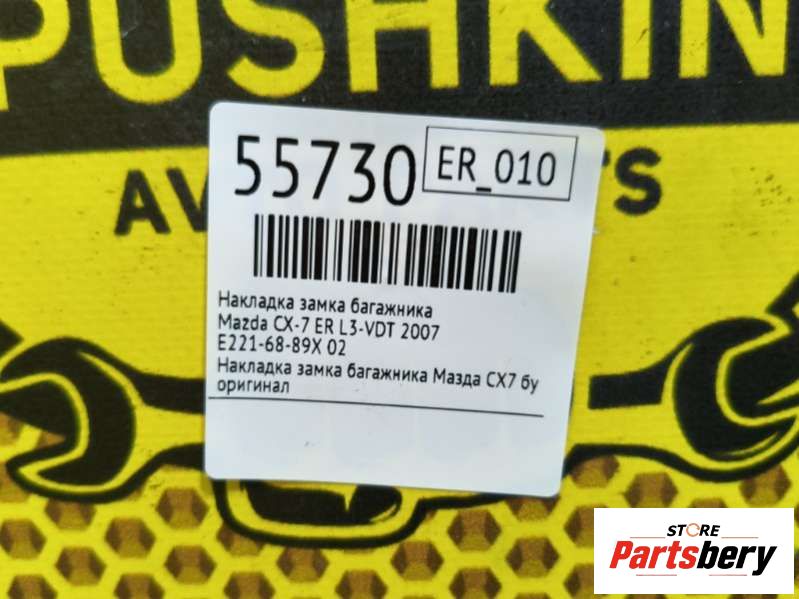 PUSHKIN
55730
ER_010
Накладка замка багажника
Mazda CX-7 ER L3-VDT 2007
E221-68-89X 02
Накладка замка багажника Мазда СХ7 бу
оригинал
STORE
Partsbery